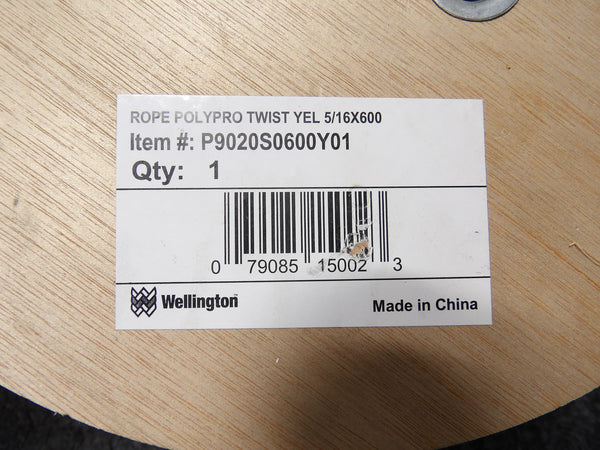 ROPE POLYPRO TWIST YEL 5/16X600
Item #: P9020S0600Y01
Qty: 1
0 79085 15002 3
Wellington
Made in China